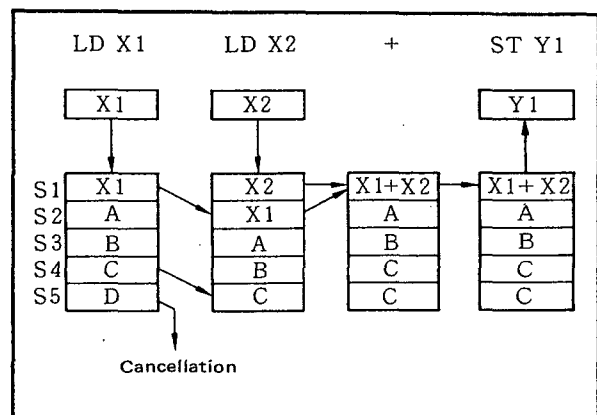 LD X1 LD X2 + ST Y1
X1 X2 Y1
S1 X1 X2 X1+X2 X1+X2
S2 A X1 A A
S3 B A B B
S4 C B C C
S5 D C C C
Cancellation